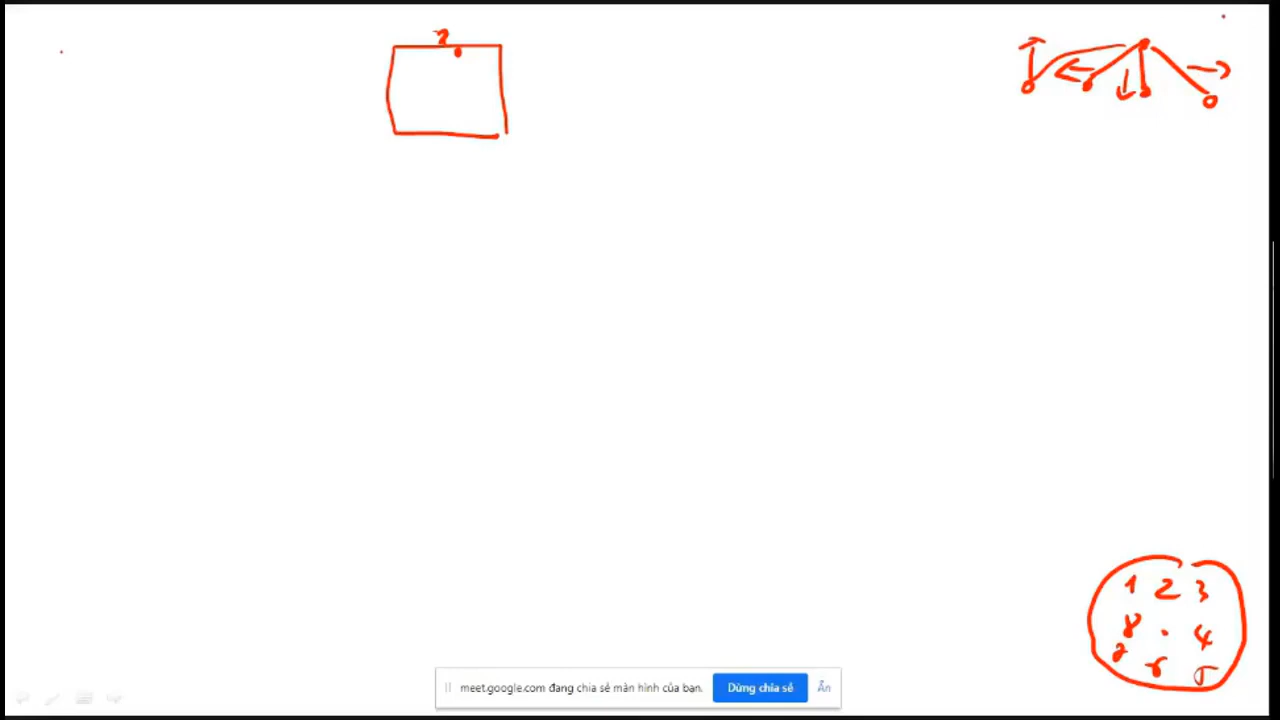 1 2 3
8 . 4
6 5
meet.google.com đang chia sẻ màn hình của bạn. Dừng chia sẻ Ẩn